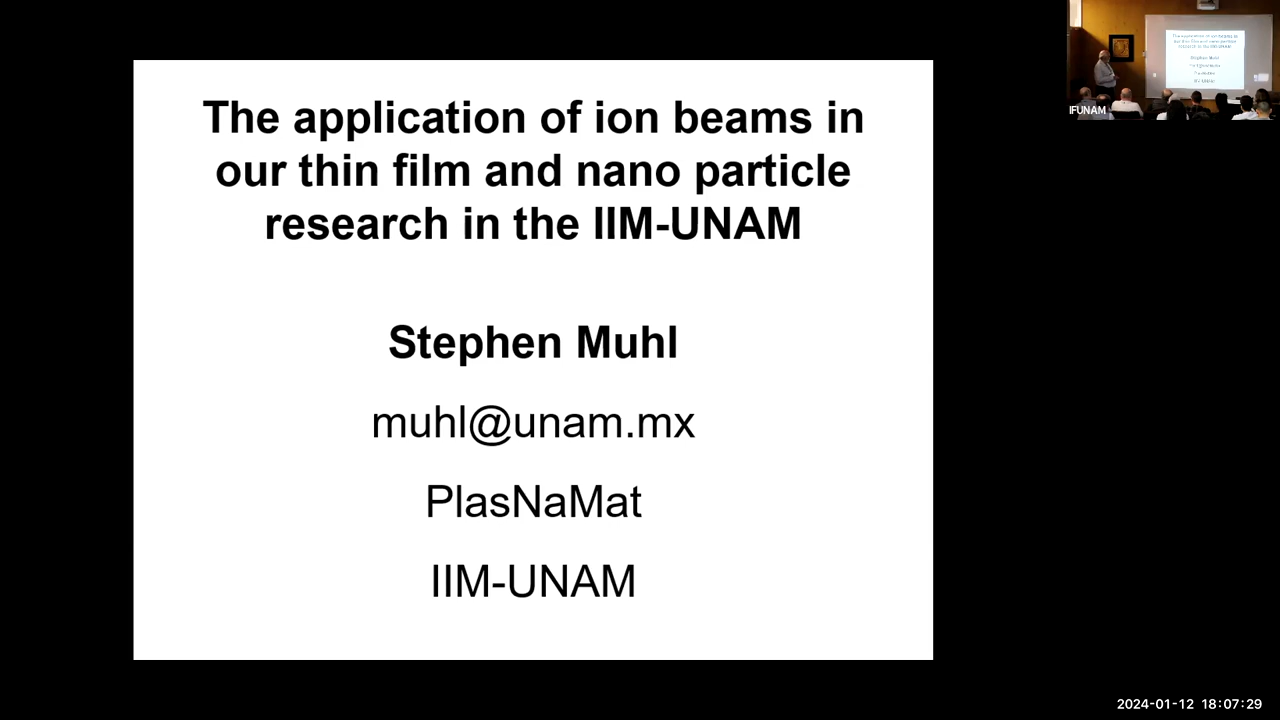 The application of ion beams in
our thin film and nano particle
research in the IIM-UNAM
Stephen Muhl
muhl@unam.mx
PlasNaMat
IIM-UNAM
IFUNAM
2024-01-12 18:07:29